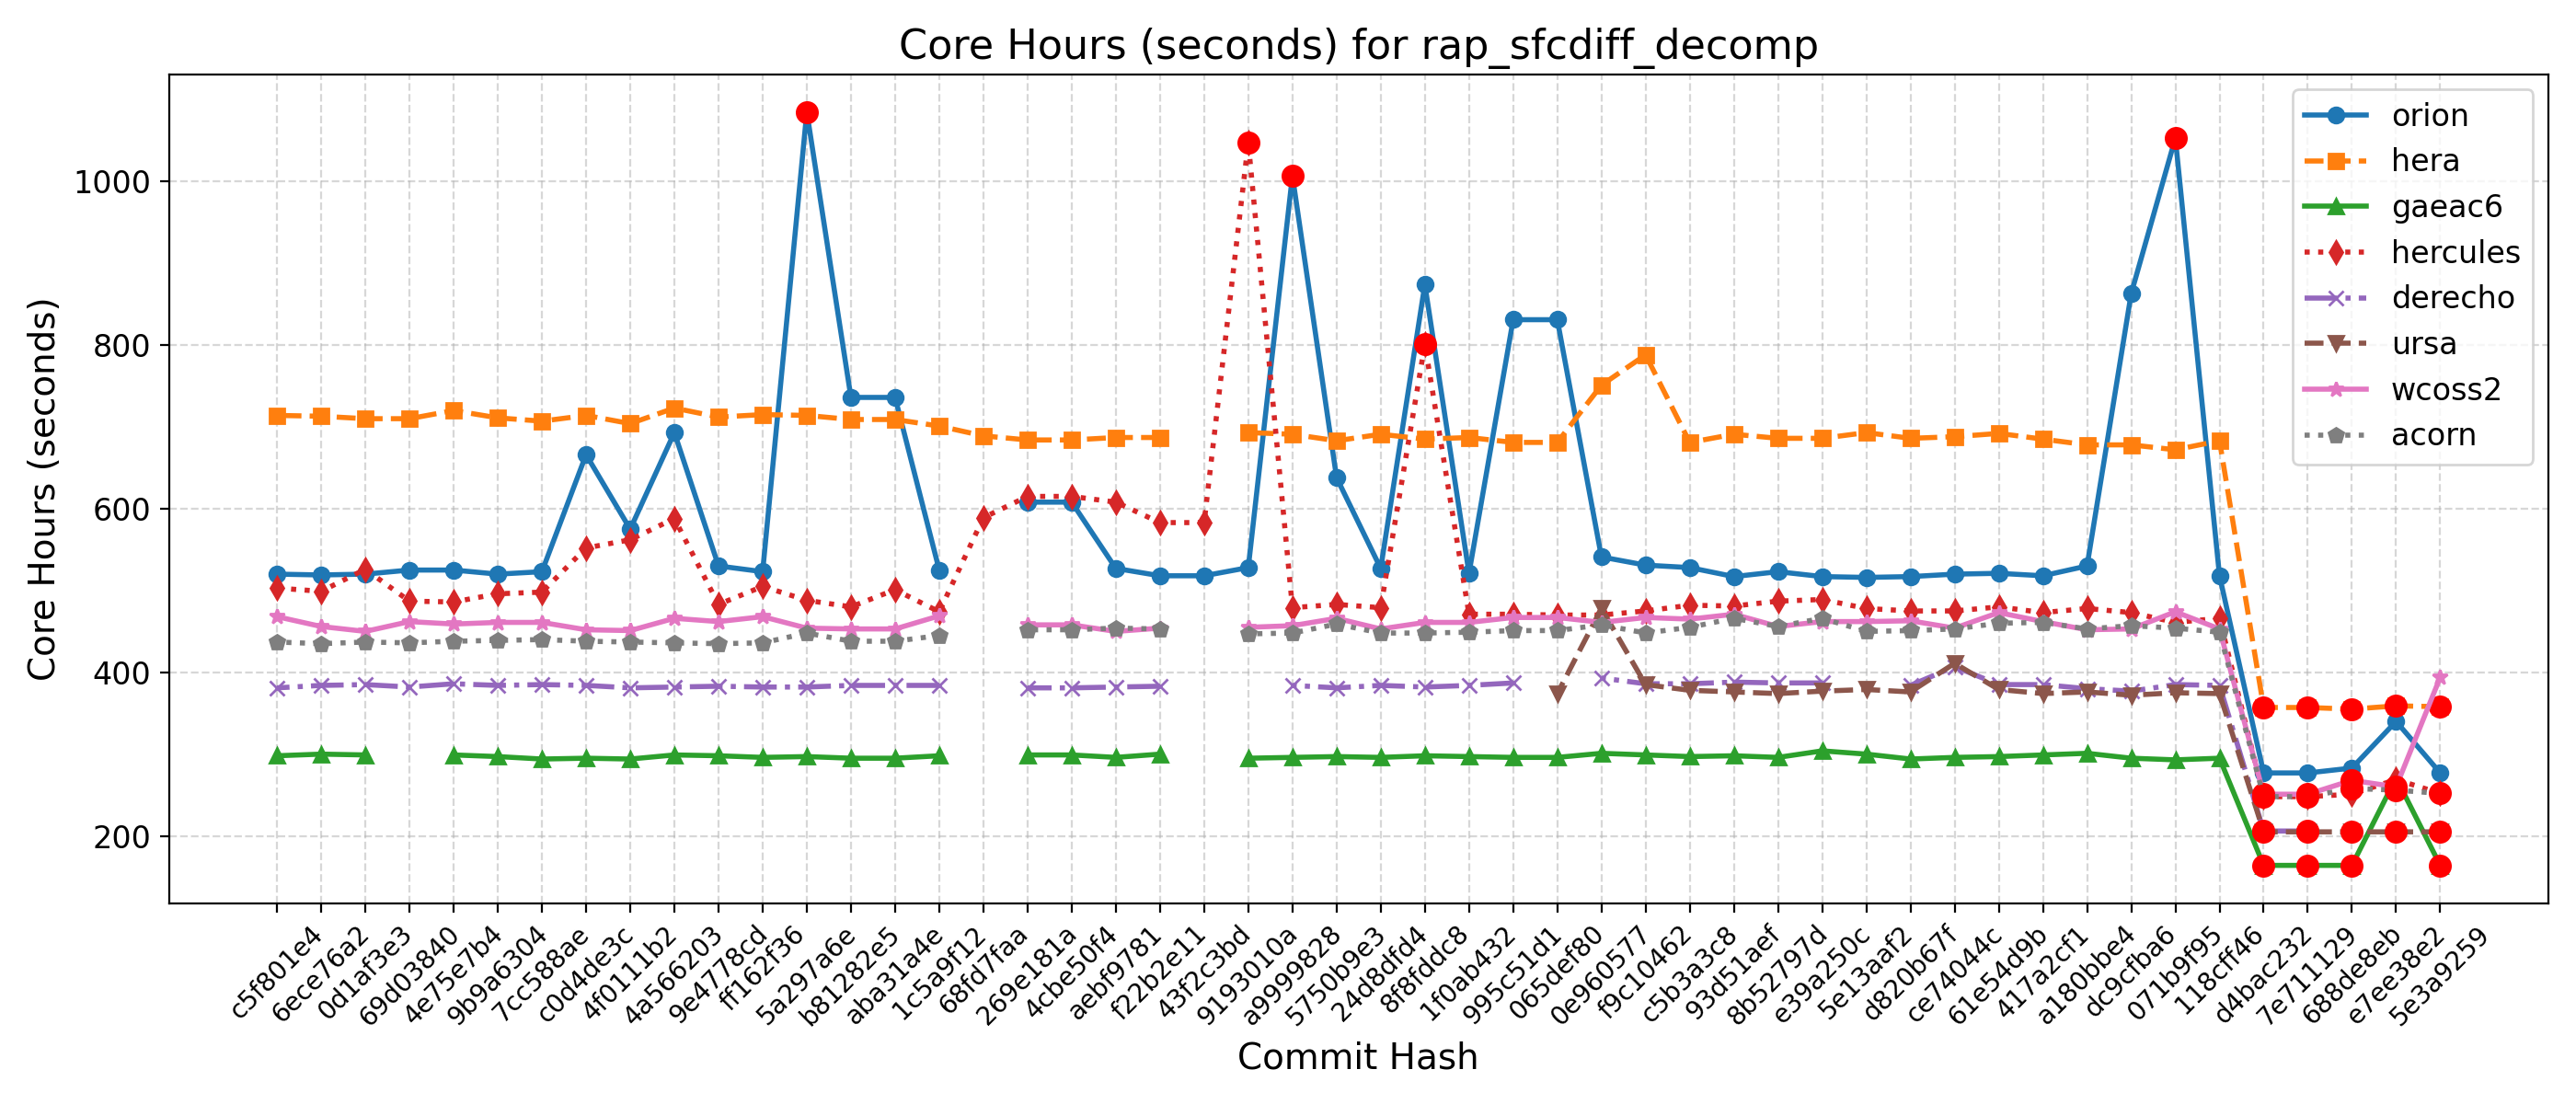 Core Hours (seconds) for rap_sfcdiff_decomp
Core Hours (seconds)
1000
800
600
400
200
orion
hera
gaeac6
hercules
derecho
ursa
wcoss2
acorn
c5f801e4
6ece76a2
0d1af3e3
69d03840
4e75e7b4
9b9a6304
7cc588ae
c0d4de3c
4f0111b2
4a566203
9e4778cd
ff162f36
5a297a6e
b81282e5
aba31a4e
1c5a9f12
68fd7faa
269e181a
4cbe50f4
aebf9781
f22b2e11
43f2c3bd
9193010a
a9999828
5750b9e3
24d8dfd4
8f8fddc8
1f0ab432
995c51d1
065def80
0e960577
f9c10462
c5b3a3c8
93d51aef
8b52797d
e39a250c
5e13aaf2
d820b67f
ce74044c
61e54d9b
417a2cf1
a180bbe4
dc9cfba6
071b9f95
118cff46
d4bac232
7e711129
688de8eb
e7ee38e2
5e3a9259
Commit Hash